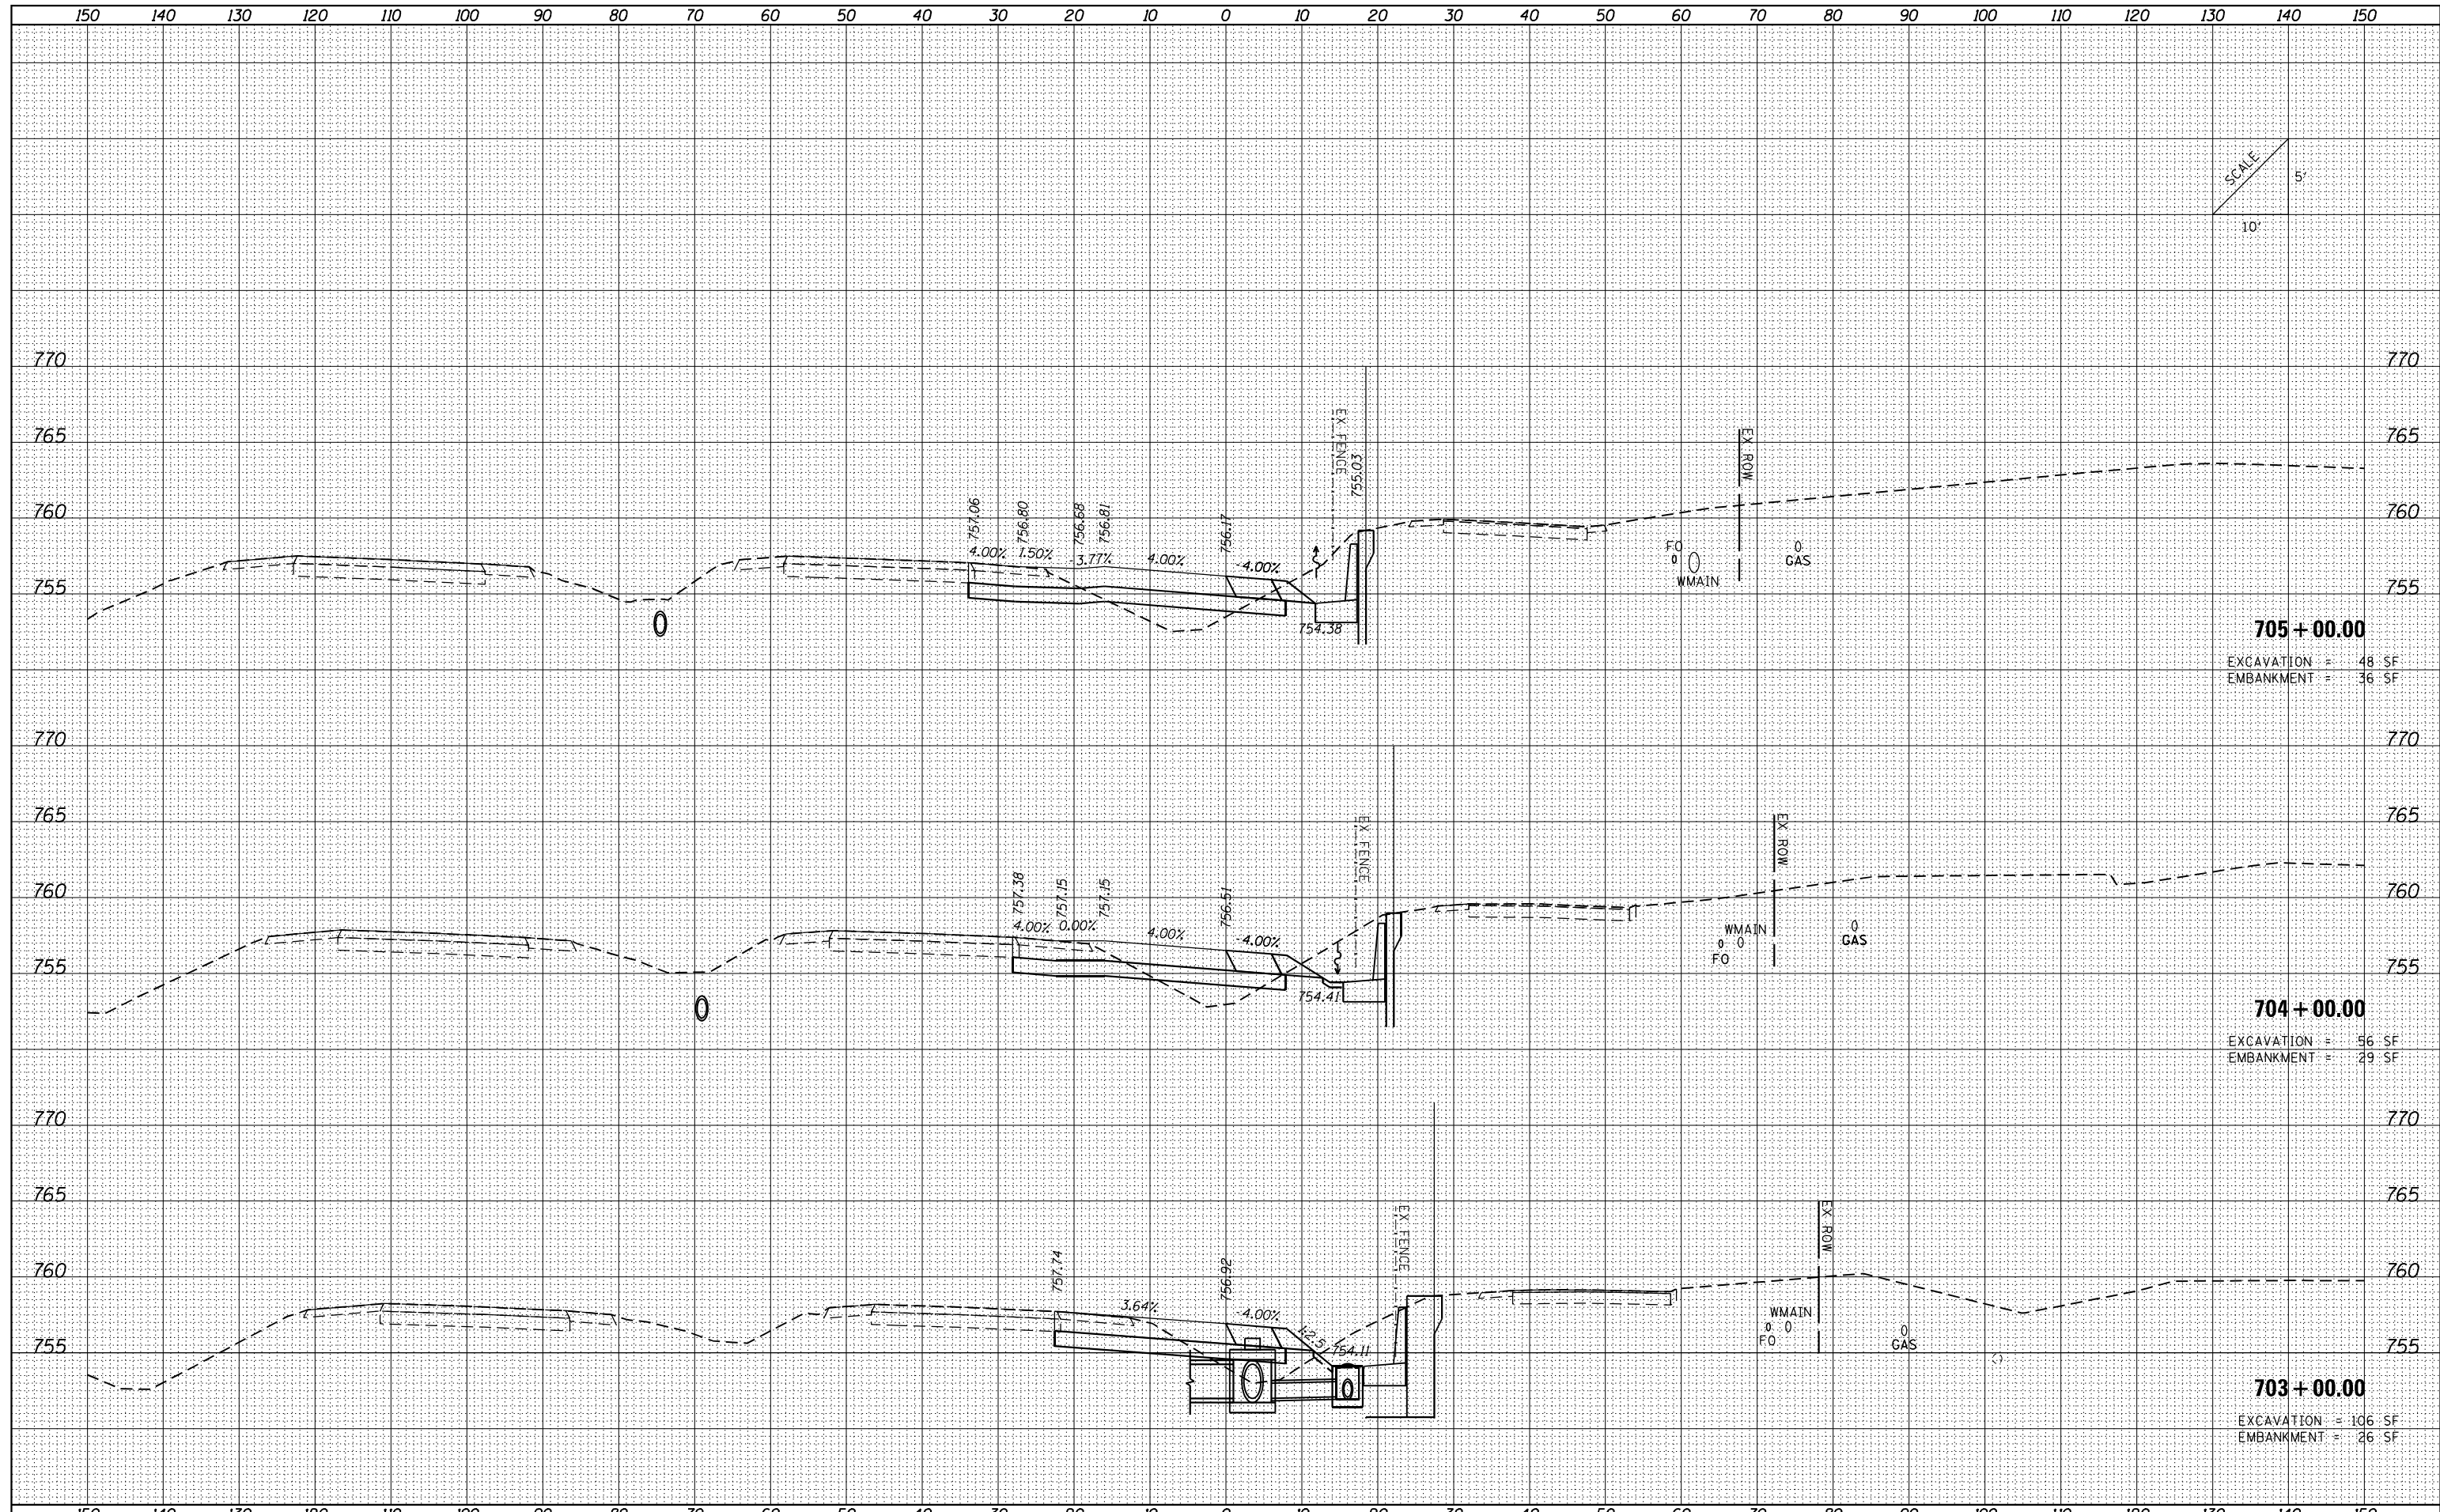 150 140 130 120 110 100 90 80 70 60 50 40 30 20 10 0 10 20 30 40 50 60 70 80 90 100 110 120 130 140 150
SCALE
5'
10'
770 770
765 765
760 760
755 755
EX FENCE
755.03
EX ROW
757.06
756.80
756.68
756.81
756.17
4.00% 1.50% -3.77% 4.00% -4.00%
754.38
FO
WMAIN
GAS
705 + 00.00
EXCAVATION = 48 SF
EMBANKMENT = 36 SF
770 770
765 765
760 760
755 755
EX FENCE
EX ROW
757.38
757.15
757.15
756.51
4.00% 0.00% 4.00% -4.00%
754.41
WMAIN
FO
GAS
704 + 00.00
EXCAVATION = 56 SF
EMBANKMENT = 29 SF
770 770
765 765
760 760
755 755
EX FENCE
EX ROW
757.74
756.92
3.64% -4.00%
1:2.5
754.11
WMAIN
FO
GAS
703 + 00.00
EXCAVATION = 106 SF
EMBANKMENT = 26 SF
150 140 130 120 110 100 90 80 70 60 50 40 30 20 10 0 10 20 30 40 50 60 70 80 90 100 110 120 130 140 150